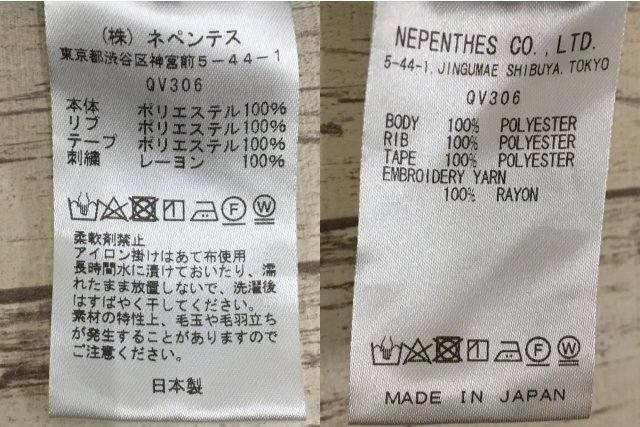 (株) ネペンテス
東京都渋谷区神宮前5-44-1
QV306
本体 ポリエステル100%
リブ ポリエステル100%
テープ ポリエステル100%
刺繍 レーヨン 100%
F
W
柔軟剤禁止
アイロン掛けはあて布使用
長時間水に漬けておいたり、濡
れたまま放置しないで、洗濯後
はすばやく干してください。
素材の特性上、毛玉や毛羽立ち
が発生することがありますので
ご注意ください。
日本製
NEPENTHES CO., LTD.
5-44-1, JINGUMAE SHIBUYA, TOKYO
QV306
BODY 100% POLYESTER
RIB 100% POLYESTER
TAPE 100% POLYESTER
EMBROIDERY YARN
100% RAYON
F
W
MADE IN JAPAN